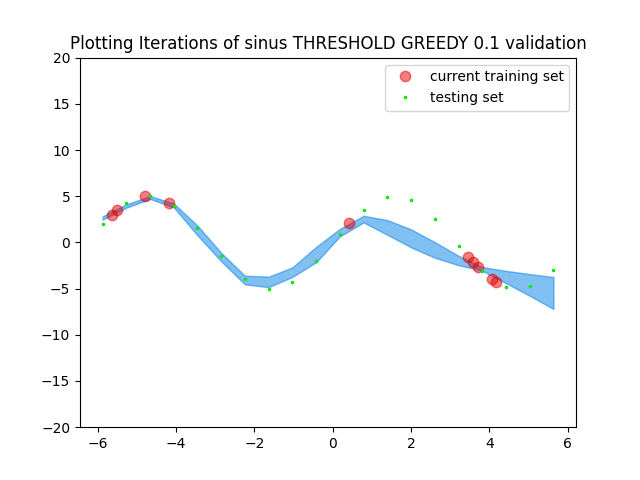 Plotting Iterations of sinus THRESHOLD GREEDY 0.1 validation
current training set
testing set
20
15
10
5
0
−5
−10
−15
−20
−6 −4 −2 0 2 4 6